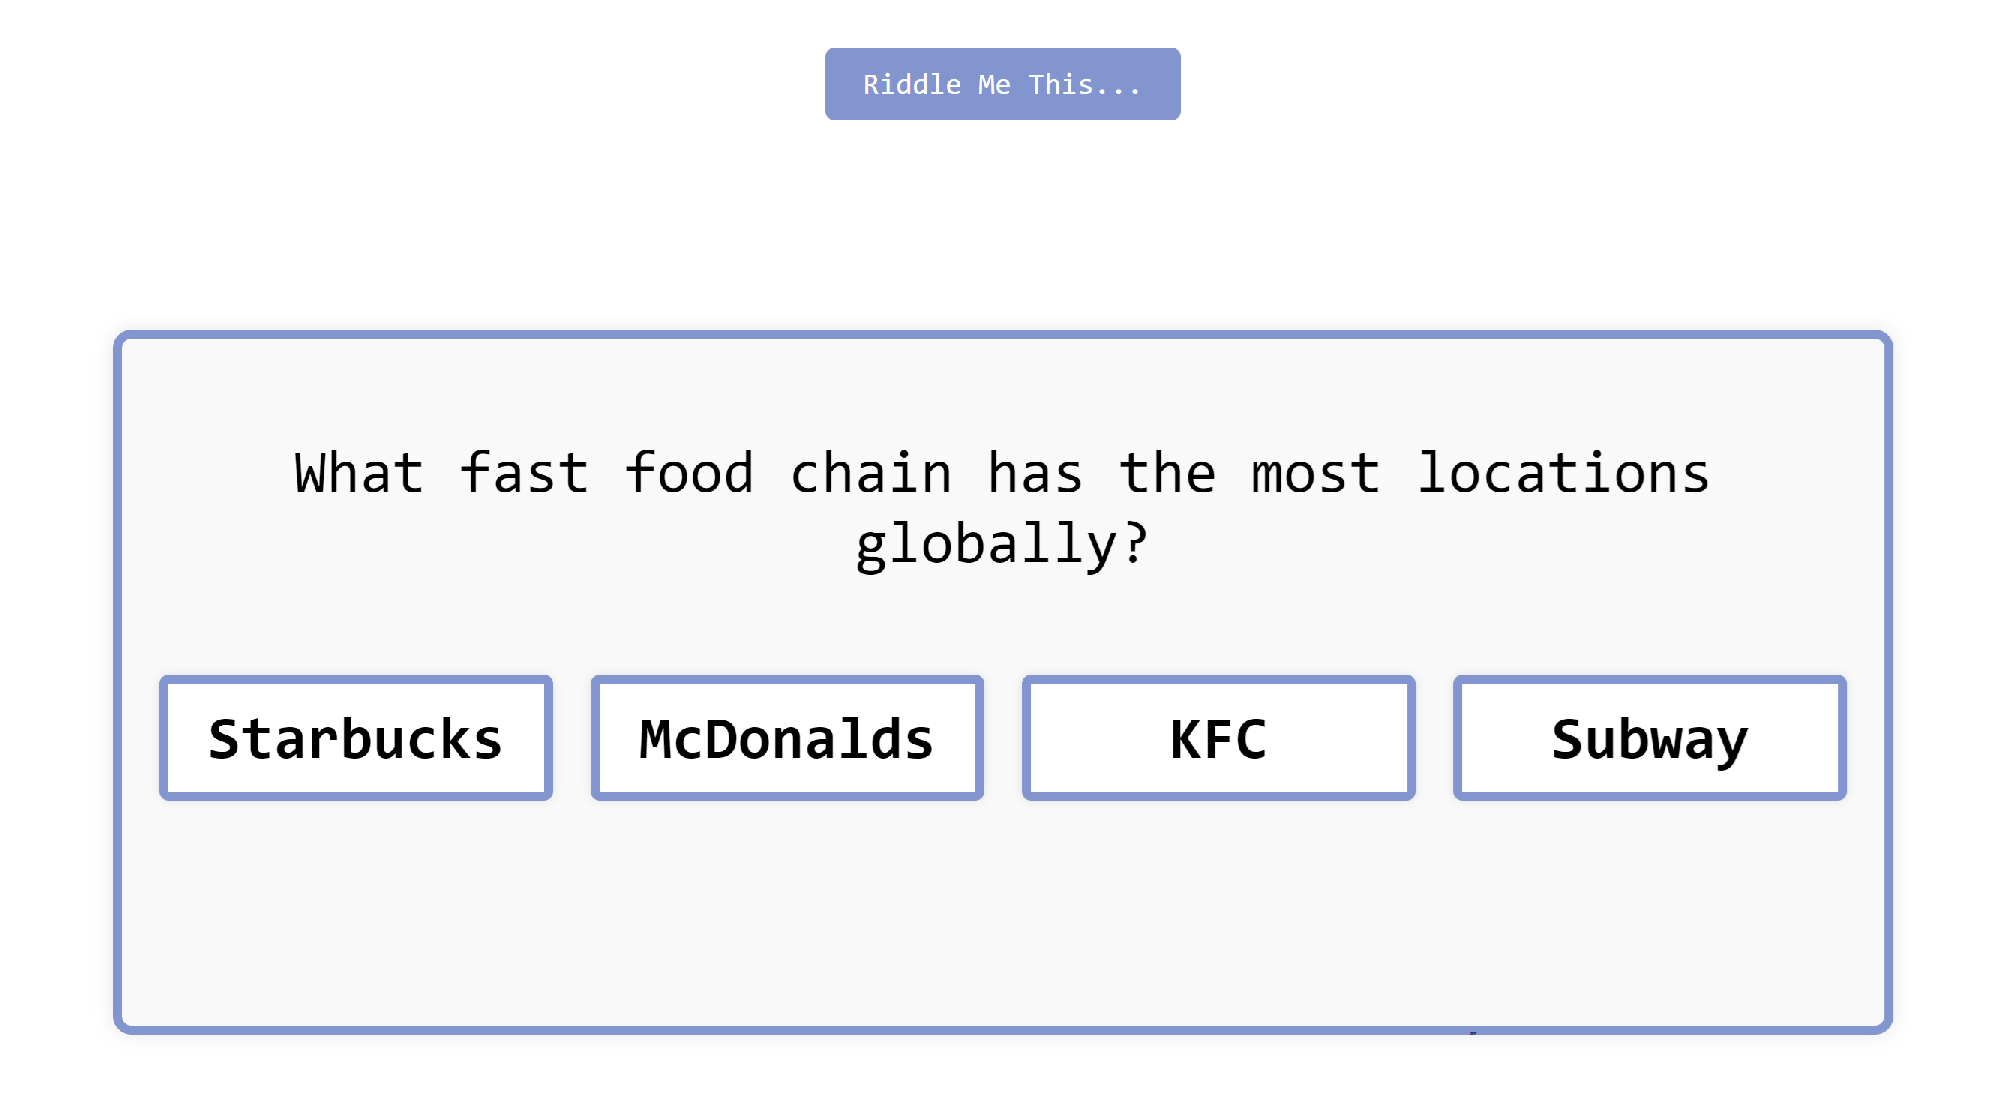 Riddle Me This...
What fast food chain has the most locations
globally?
Starbucks
McDonalds
KFC
Subway